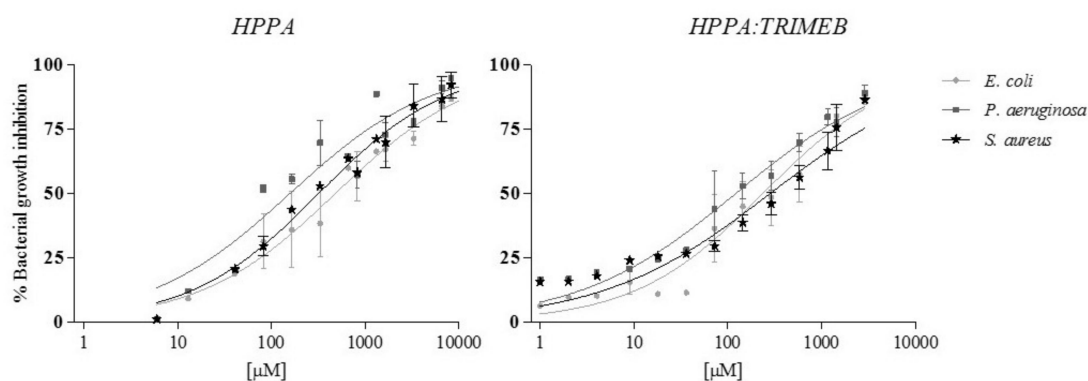 HPPA
HPPA:TRIMEB
% Bacterial growth inhibition
100
75
50
25
0
1
10
100
1000
10000
[µM]
100
75
50
25
0
1
10
100
1000
10000
[µM]
E. coli
P. aeruginosa
S. aureus